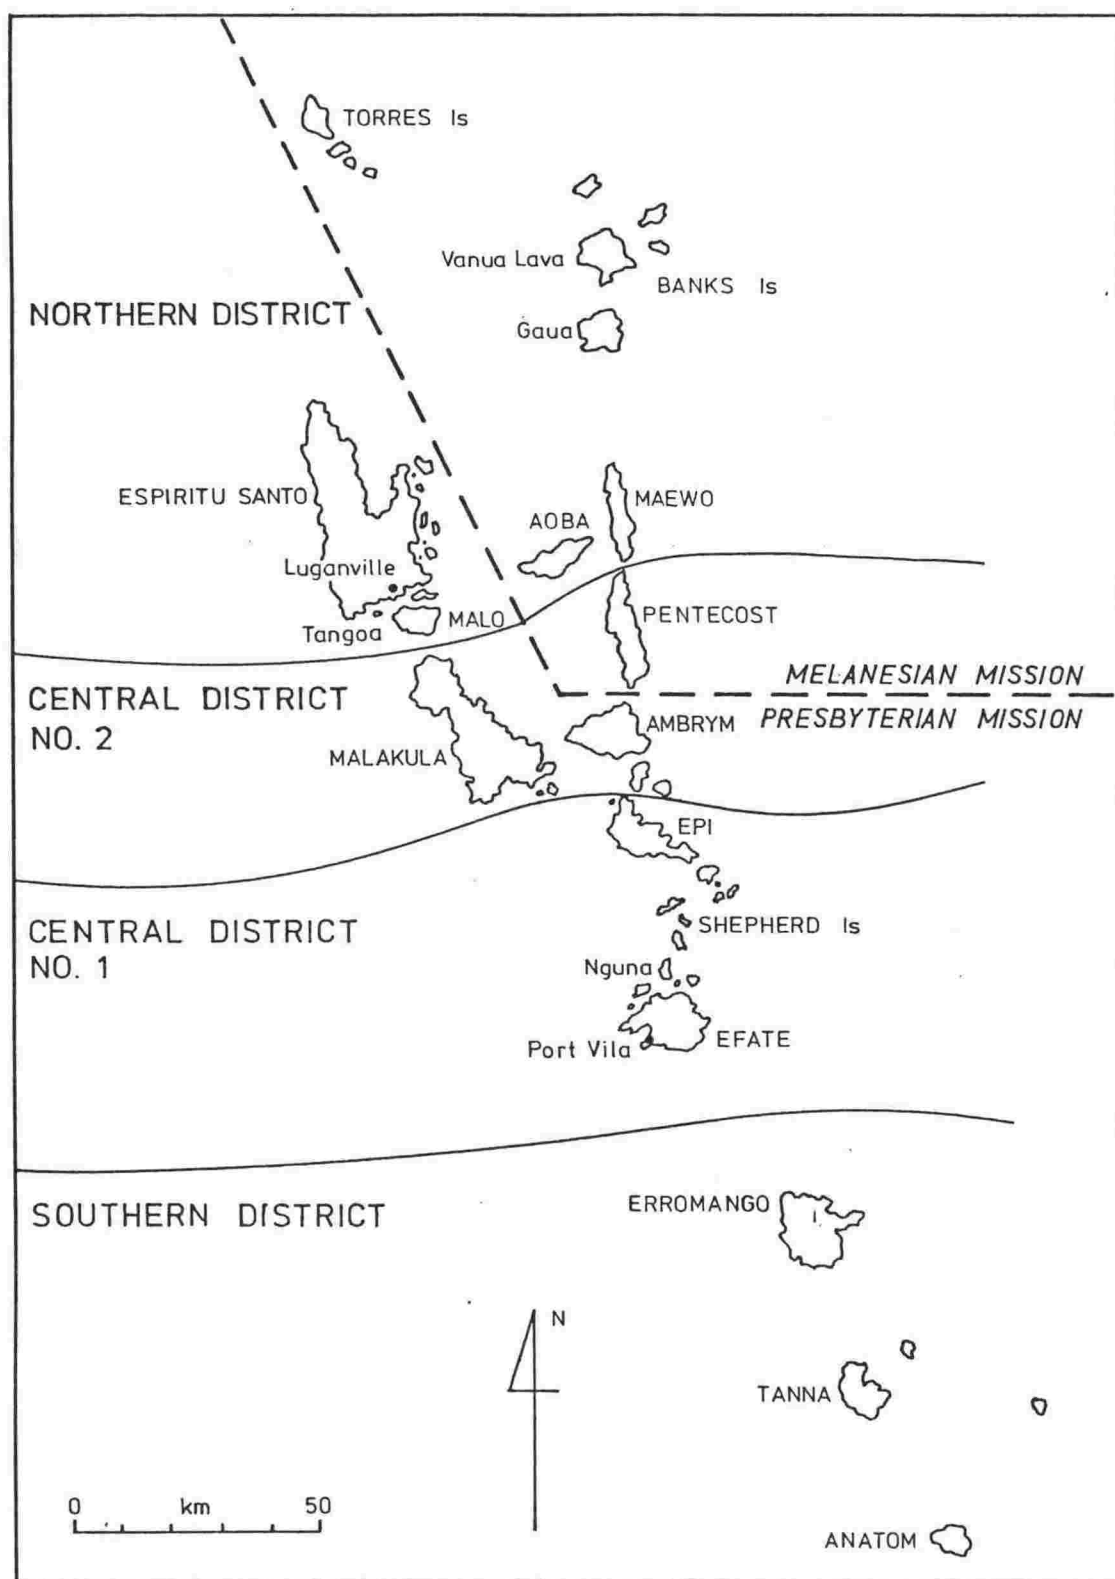 TORRES Is
Vanua Lava
BANKS Is
NORTHERN DISTRICT
Gaua
ESPIRITU SANTO
MAEWO
AOBA
Luganville
PENTECOST
MALO
Tangoa
MELANESIAN MISSION
CENTRAL DISTRICT
NO. 2
PRESBYTERIAN MISSION
AMBRYM
MALAKULA
EPI
CENTRAL DISTRICT
NO. 1
SHEPHERD Is
Nguna
EFATE
Port Vila
SOUTHERN DISTRICT
ERROMANGO
N
TANNA
0 km 50
ANATOM